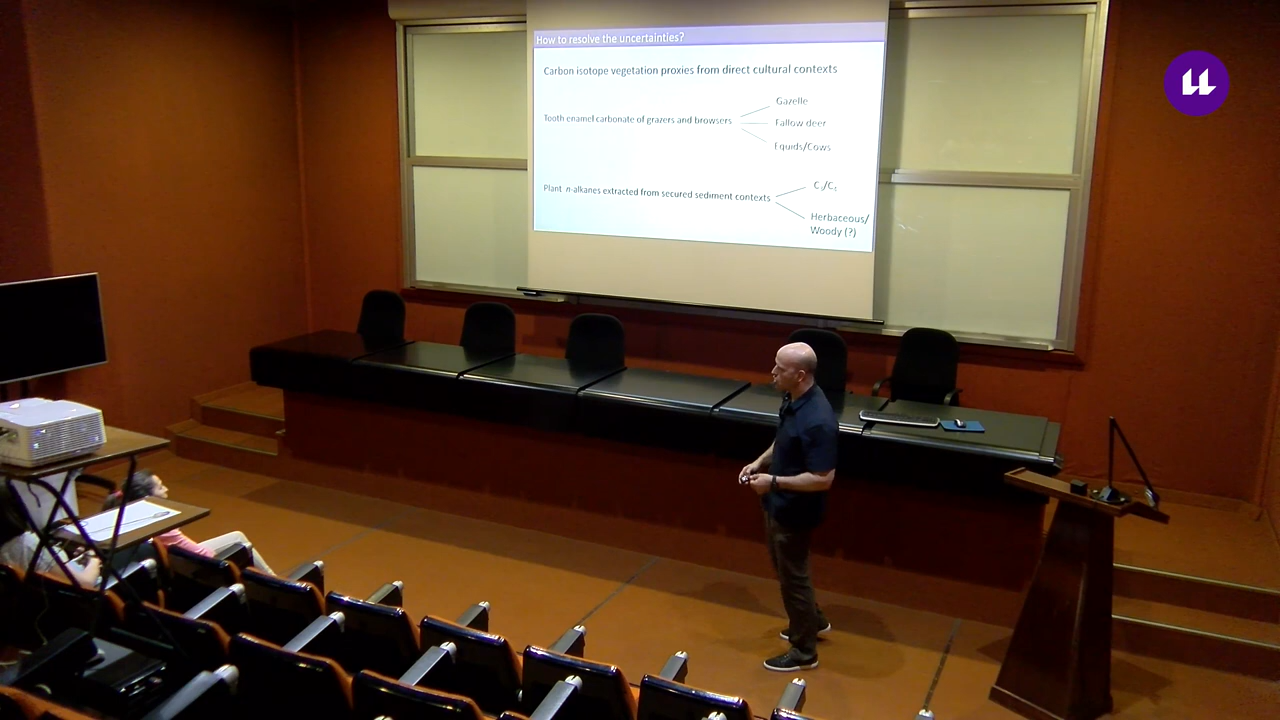 How to resolve the uncertainties?
Carbon isotope vegetation proxies from direct cultural contexts
Gazelle
Tooth enamel carbonate of grazers and browsers
Fallow deer
Equids/Cows
Plant n-alkanes extracted from secured sediment contexts
C₃/C₄
Herbaceous/
Woody (?)